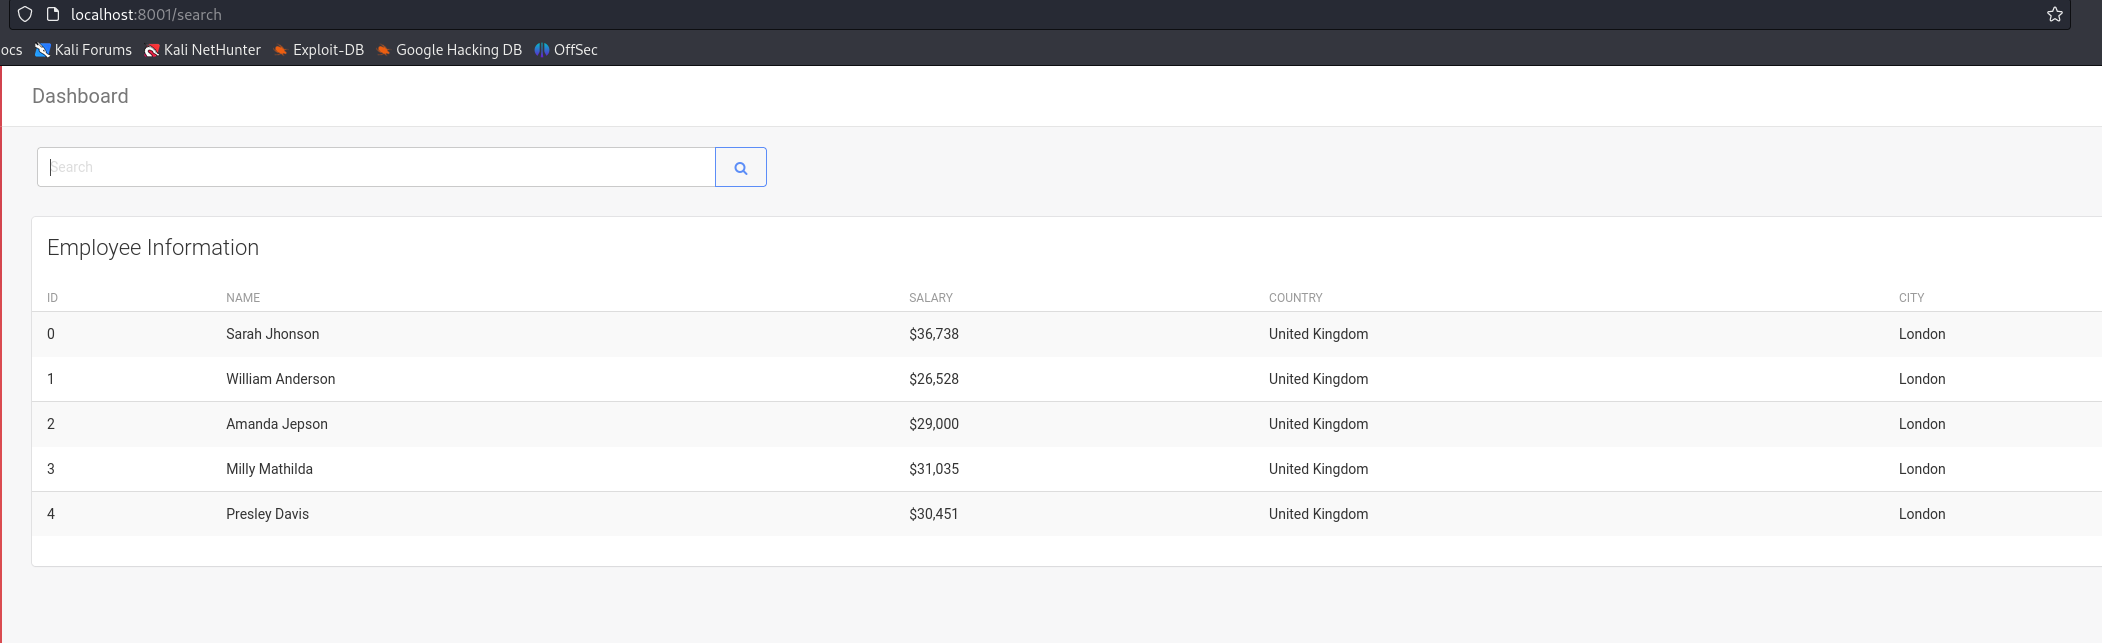 localhost:8001/search
ocs Kali Forums Kali NetHunter Exploit-DB Google Hacking DB OffSec
Dashboard
Search
Employee Information
ID NAME SALARY COUNTRY CITY
0 Sarah Jhonson $36,738 United Kingdom London
1 William Anderson $26,528 United Kingdom London
2 Amanda Jepson $29,000 United Kingdom London
3 Milly Mathilda $31,035 United Kingdom London
4 Presley Davis $30,451 United Kingdom London